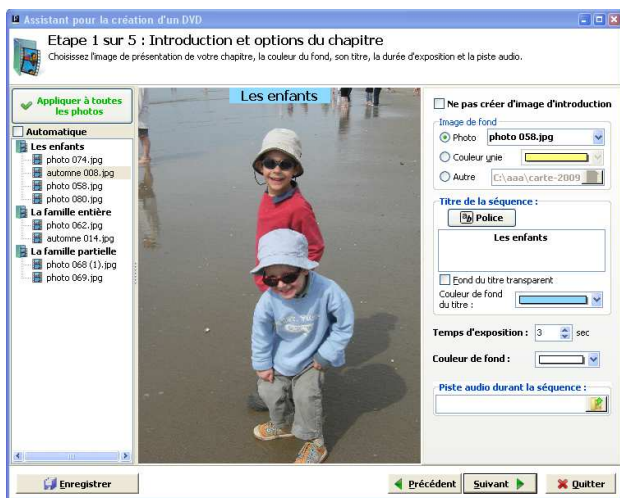 Assistant pour la création d'un DVD
Etape 1 sur 5 : Introduction et options du chapitre
Choisissez l'image de présentation de votre chapitre, la couleur du fond, son titre, la durée d'exposition et la piste audio.
Appliquer à toutes
les photos
Automatique
Les enfants
photo 074.jpg
automne 008.jpg
photo 058.jpg
photo 080.jpg
La famille entière
photo 062.jpg
automne 014.jpg
La famille partielle
photo 068 (1).jpg
photo 069.jpg
Les enfants
Ne pas créer d'image d'introduction
Image de fond
Photo photo 058.jpg
Couleur unie
Autre C:\aaa\carte-2009
Titre de la séquence :
Police
Les enfants
Fond du titre transparent
Couleur de fond
du titre :
Temps d'exposition : 3 sec
Couleur de fond :
Piste audio durant la séquence :
Enregistrer
Précédent
Suivant
Quitter